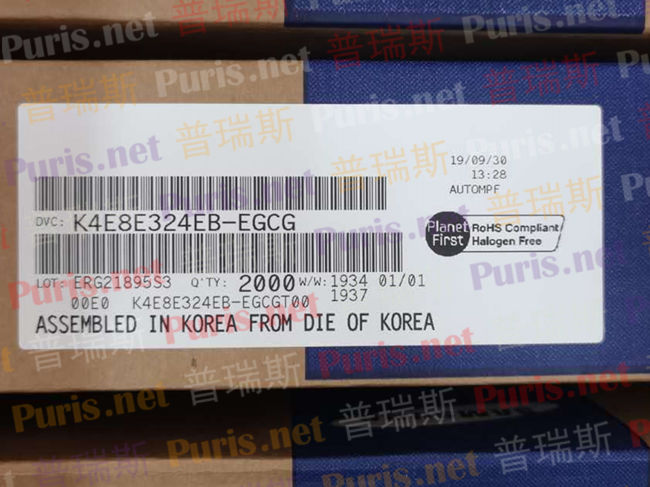 19/09/30
13:28
AUTOMPF
DVC: K4E8E324EB-EGCG
Planet First
RoHS Compliant
Halogen Free
LOT: ERG21895S3 Q'TY: 2000 W/W: 1934 01/01
1937
00E0 K4E8E324EB-EGCGT00
ASSEMBLED IN KOREA FROM DIE OF KOREA
Puris.net 普瑞斯